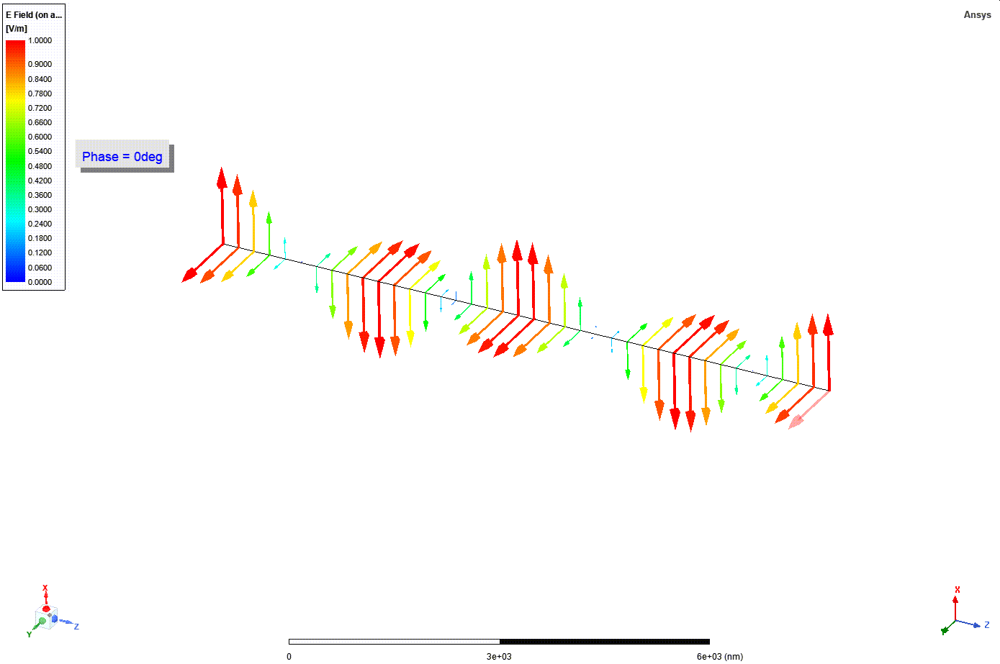 E Field (on a...
[V/m]
1.0000
0.9000
0.8400
0.7800
0.7200
0.6600
0.6000
0.5400
0.4800
0.4200
0.3600
0.3000
0.2400
0.1800
0.1200
0.0600
0.0000
Ansys
Phase = 0deg
X
Y
Z
X
Y
Z
0
3e+03
6e+03 (nm)